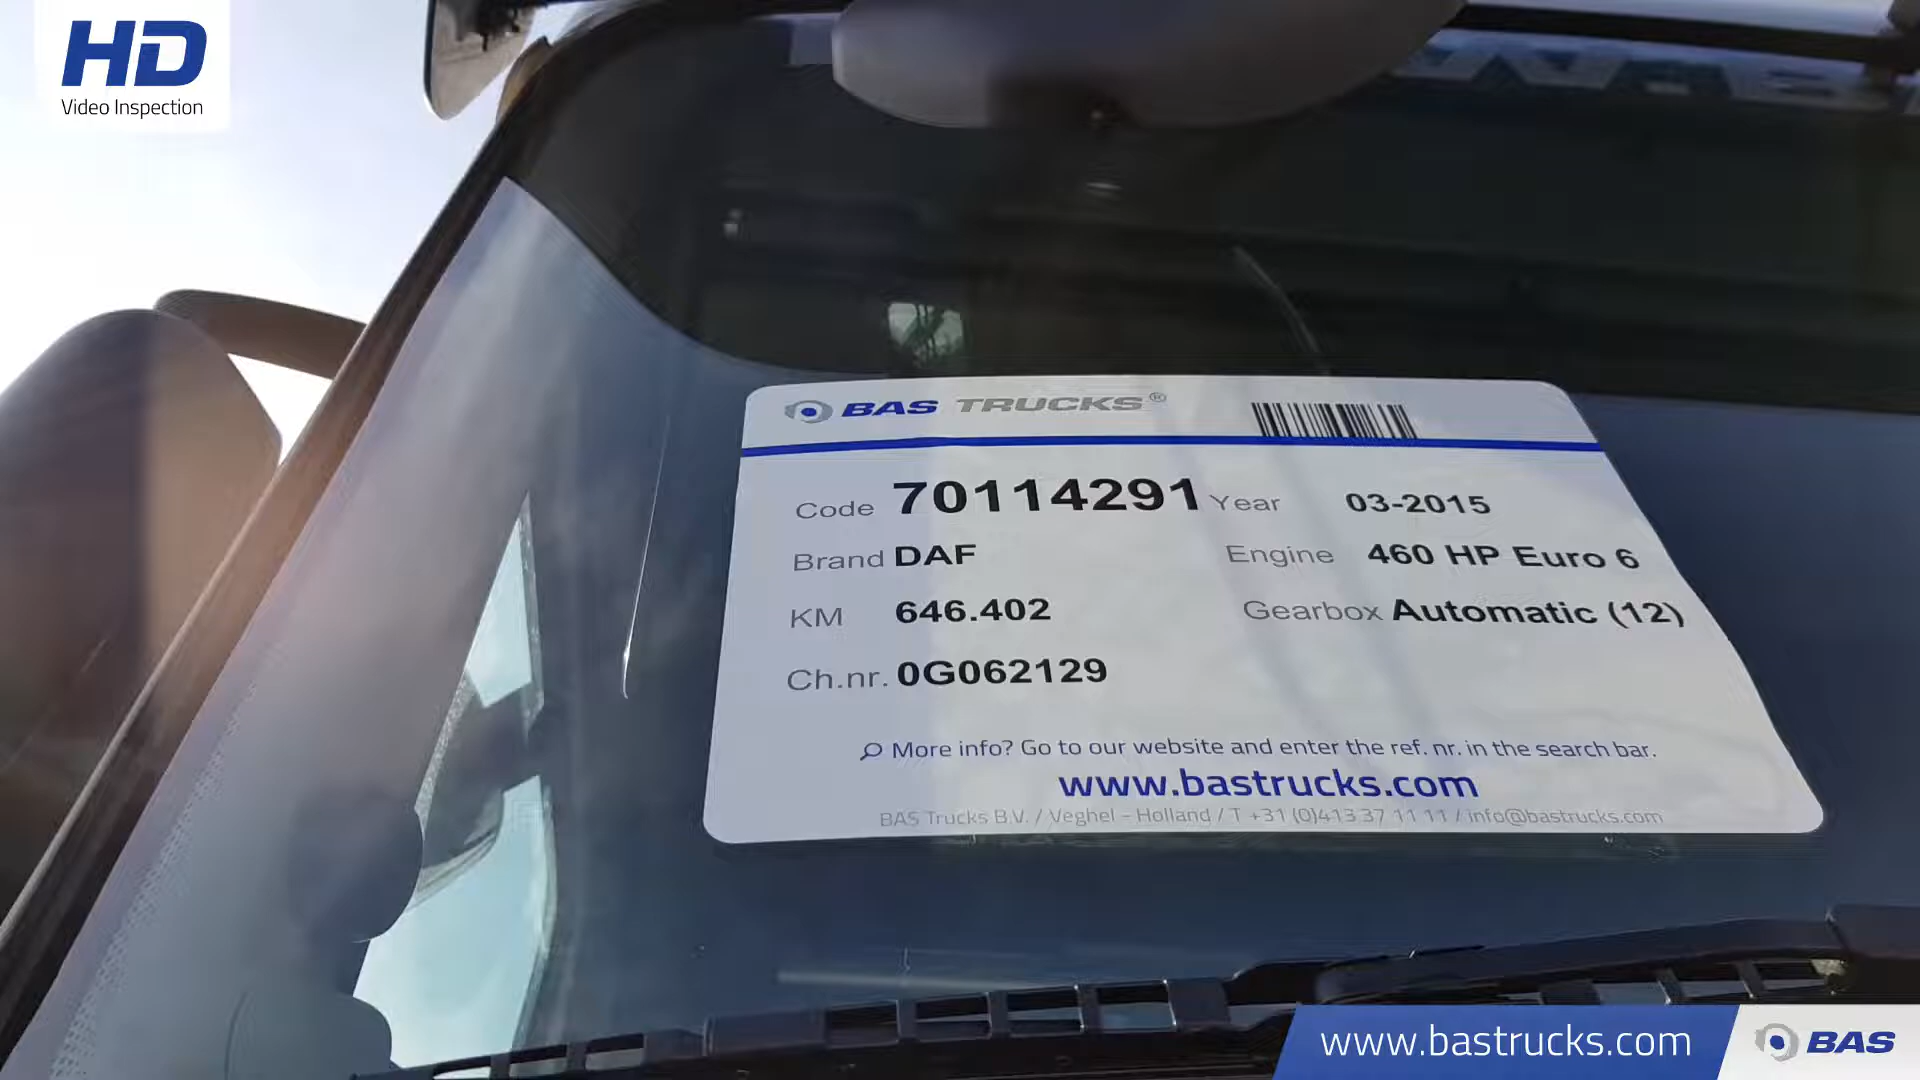 HD
Video Inspection
BAS TRUCKS®
Code 70114291 Year 03-2015
Brand DAF Engine 460 HP Euro 6
KM 646.402 Gearbox Automatic (12)
Ch.nr. 0G062129
More info? Go to our website and enter the ref. nr. in the search bar.
www.bastrucks.com
BAS Trucks B.V. / Veghel - Holland / T +31 (0)413 37 11 11 / info@bastrucks.com
www.bastrucks.com
BAS